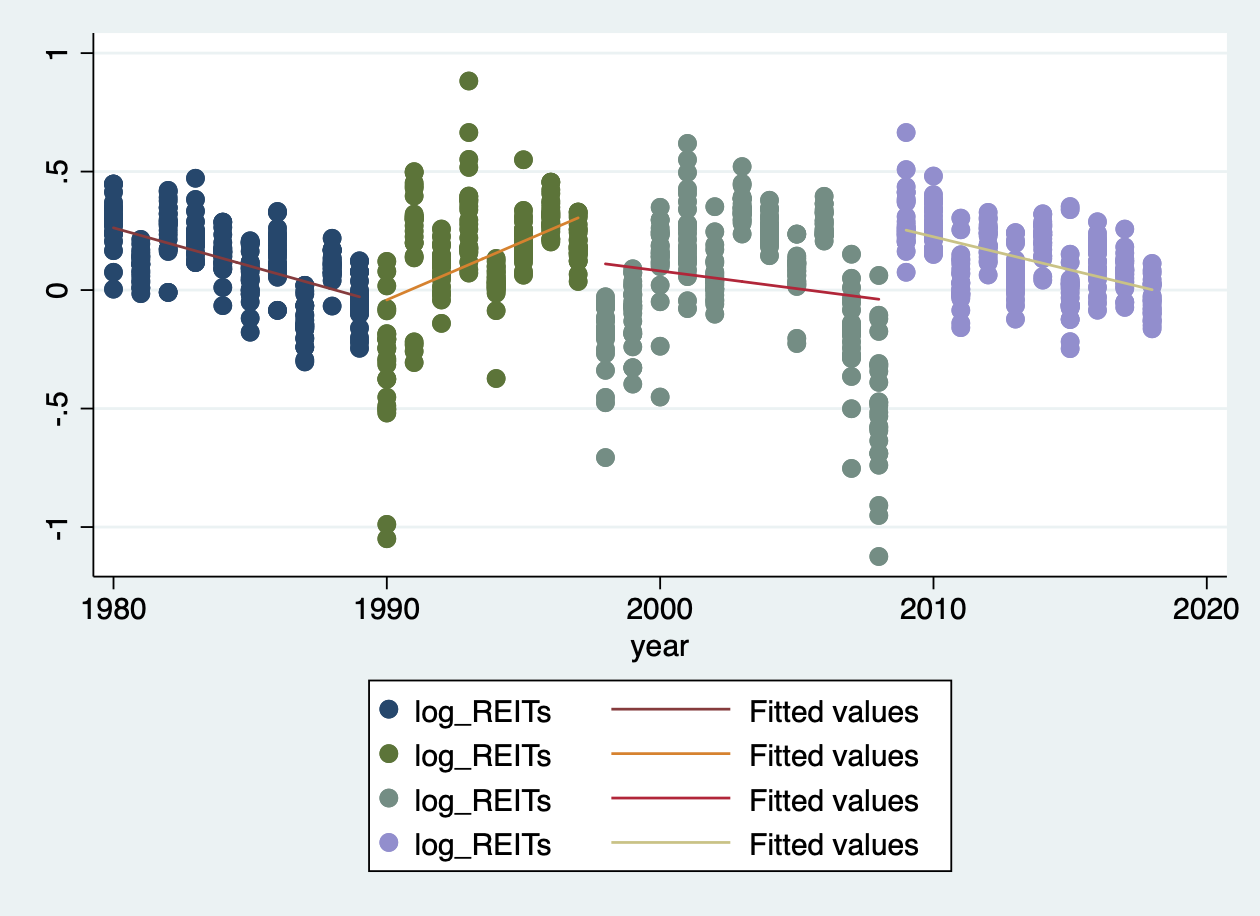 1
.5
0
-.5
-1
1980 1990 2000 2010 2020
year
log_REITs Fitted values
log_REITs Fitted values
log_REITs Fitted values
log_REITs Fitted values